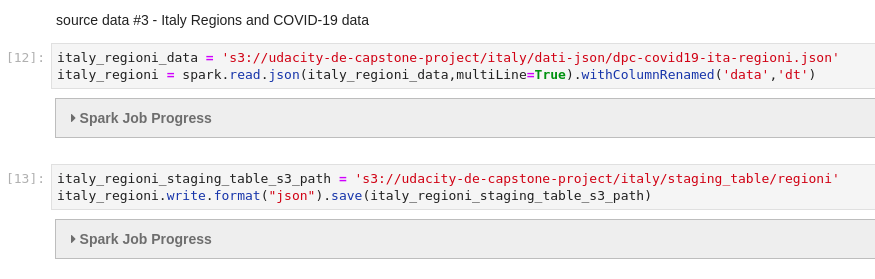 source data #3 - Italy Regions and COVID-19 data
[12]: italy_regioni_data = 's3://udacity-de-capstone-project/italy/dati-json/dpc-covid19-ita-regioni.json'
italy_regioni = spark.read.json(italy_regioni_data,multiLine=True).withColumnRenamed('data','dt')
Spark Job Progress
[13]: italy_regioni_staging_table_s3_path = 's3://udacity-de-capstone-project/italy/staging_table/regioni'
italy_regioni.write.format("json").save(italy_regioni_staging_table_s3_path)
Spark Job Progress